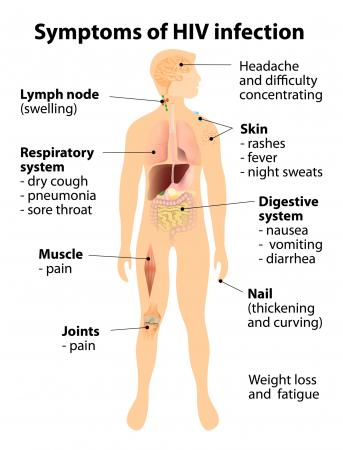 Symptoms of HIV infection
Headache
and difficulty
concentrating
Lymph node
(swelling)
Skin
- rashes
- fever
- night sweats
Respiratory
system
- dry cough
- pneumonia
- sore throat
Digestive
system
- nausea
- vomiting
- diarrhea
Muscle
- pain
Nail
(thickening
and curving)
Joints
- pain
Weight loss
and fatigue